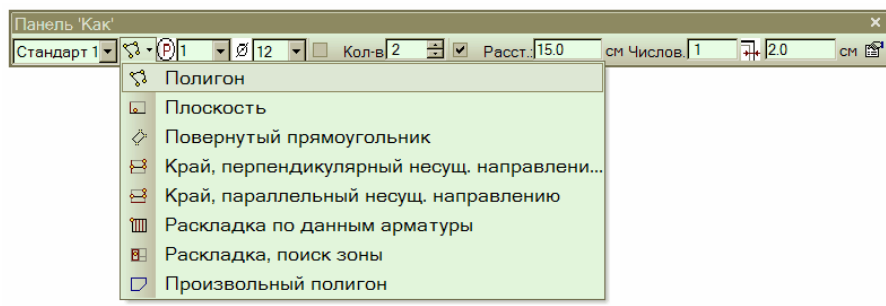 Панель 'Как'
Стандарт 1 P 1 Ø 12 Кол-в 2 Расст.: 15.0 см Числов. 1 2.0 см
Полигон
Плоскость
Повернутый прямоугольник
Край, перпендикулярный несущ. направлени...
Край, параллельный несущ. направлению
Раскладка по данным арматуры
Раскладка, поиск зоны
Произвольный полигон